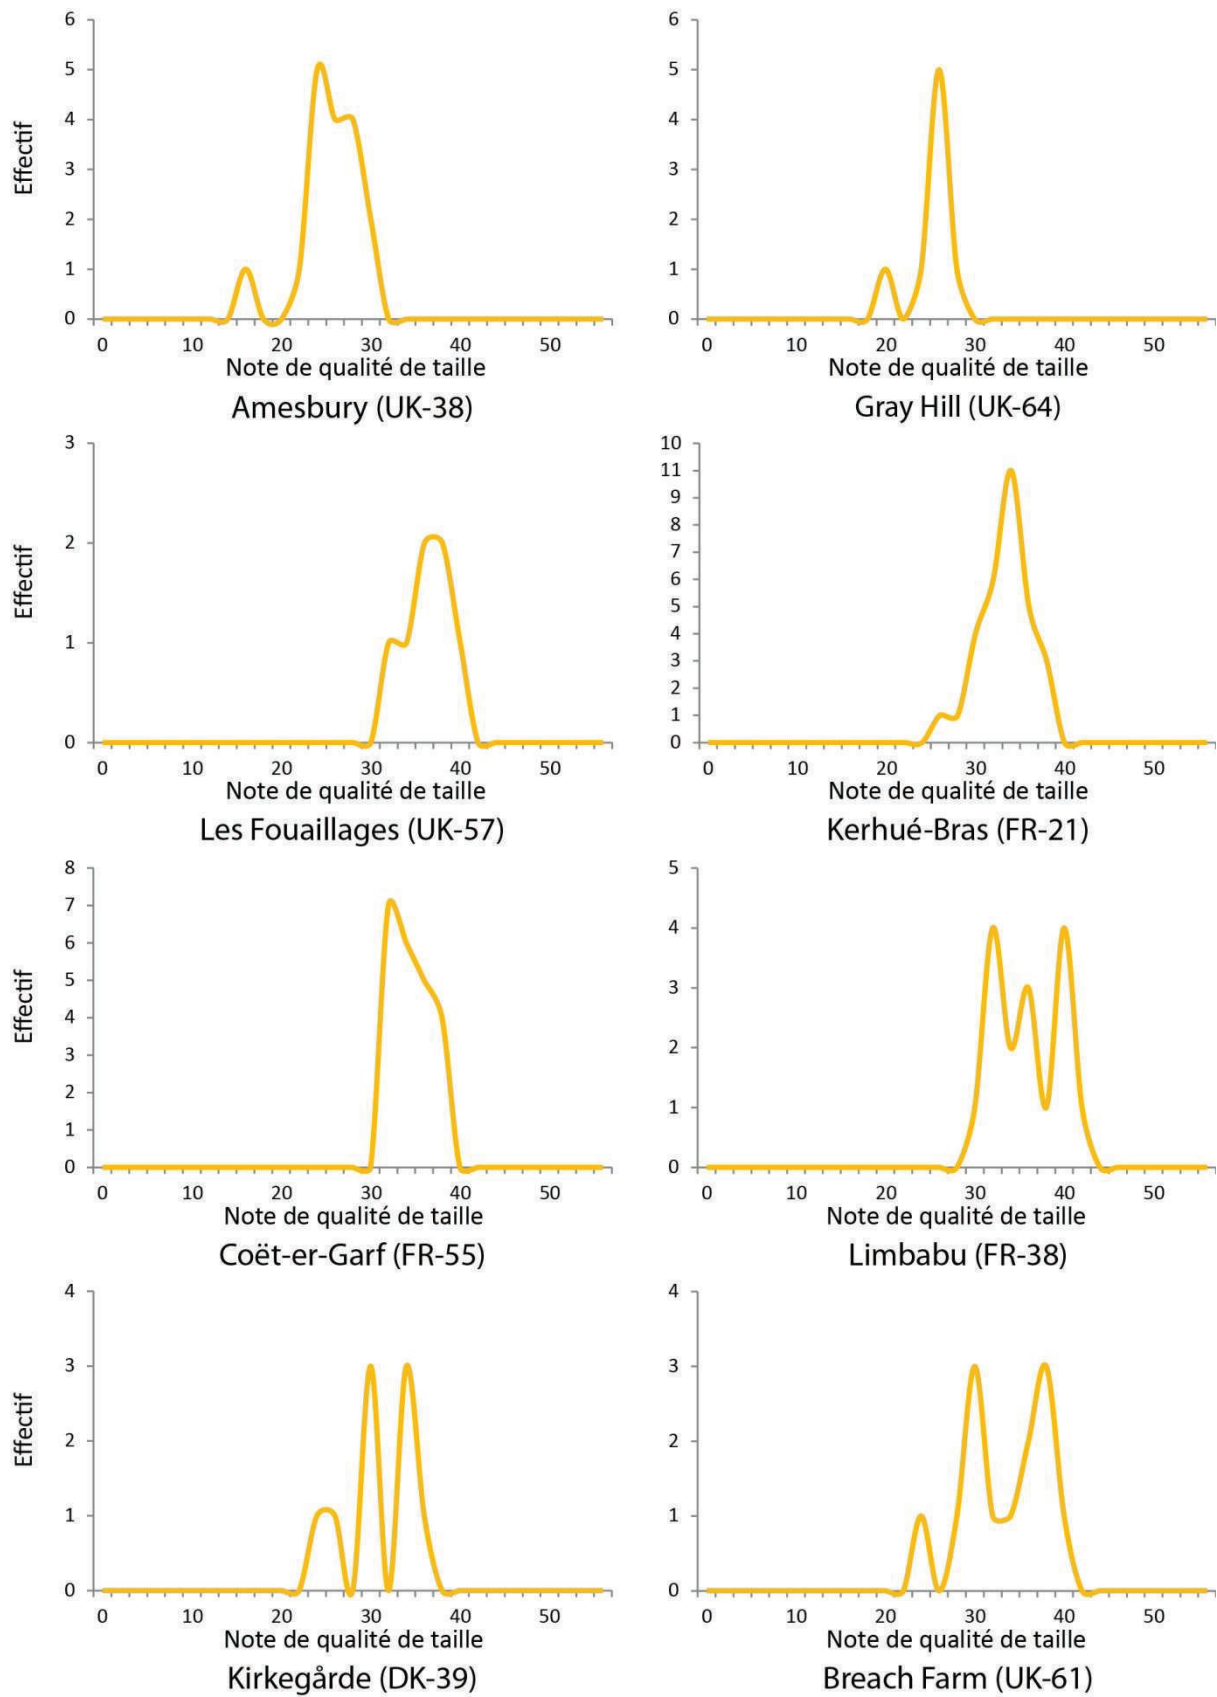 6
5
4
3
2
1
0
Effectif
0 10 20 30 40 50
Note de qualité de taille
Amesbury (UK-38)
6
5
4
3
2
1
0
0 10 20 30 40 50
Note de qualité de taille
Gray Hill (UK-64)
3
2
1
0
Effectif
0 10 20 30 40 50
Note de qualité de taille
Les Fouaillages (UK-57)
10
11
9
8
7
6
5
4
3
2
1
0
0 10 20 30 40 50
Note de qualité de taille
Kerhué-Bras (FR-21)
8
7
6
5
4
3
2
1
0
Effectif
0 10 20 30 40 50
Note de qualité de taille
Coët-er-Garf (FR-55)
5
4
3
2
1
0
0 10 20 30 40 50
Note de qualité de taille
Limbabu (FR-38)
4
3
2
1
0
Effectif
0 10 20 30 40 50
Note de qualité de taille
Kirkegårde (DK-39)
4
3
2
1
0
0 10 20 30 40 50
Note de qualité de taille
Breach Farm (UK-61)